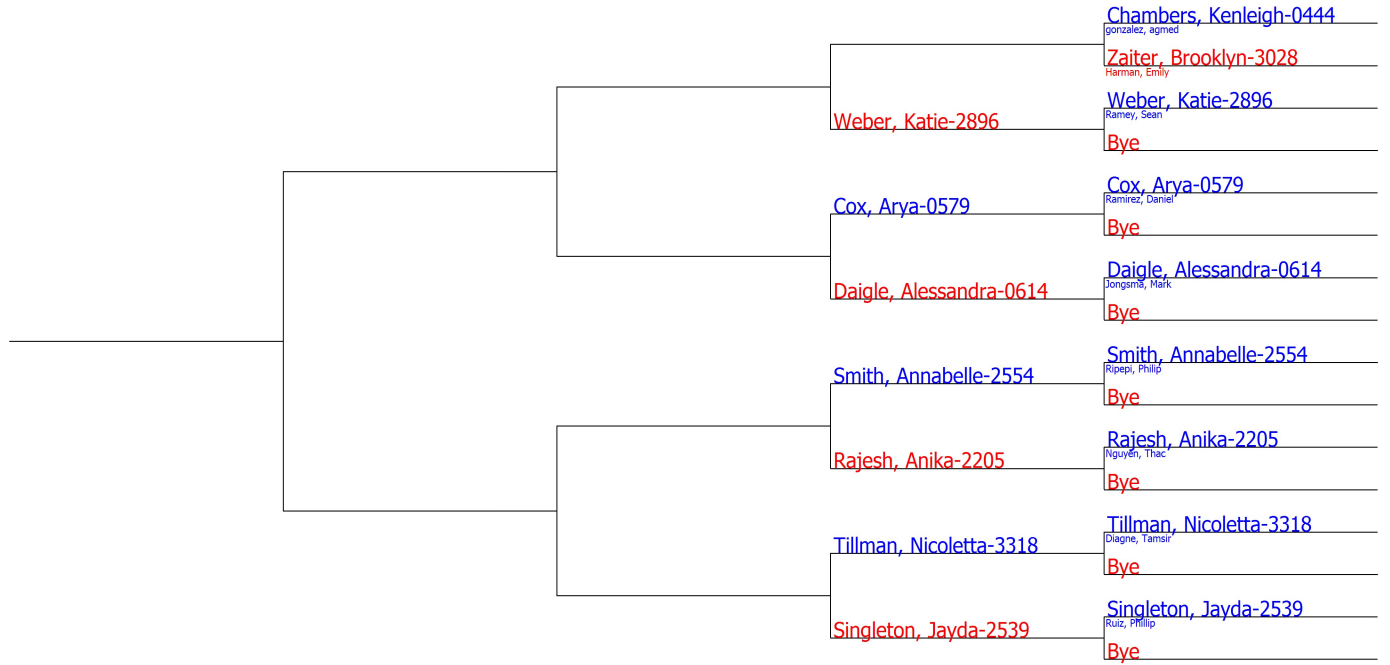 Chambers, Kenleigh-0444
gonzalez, agmed
Zaiter, Brooklyn-3028
Harman, Emily
Weber, Katie-2896
Weber, Katie-2896
Ramey, Sean
Bye
Cox, Arya-0579
Cox, Arya-0579
Ramirez, Daniel
Bye
Daigle, Alessandra-0614
Daigle, Alessandra-0614
Jongsma, Mark
Bye
Smith, Annabelle-2554
Smith, Annabelle-2554
Ripepi, Philip
Bye
Rajesh, Anika-2205
Rajesh, Anika-2205
Nguyen, Thac
Bye
Tillman, Nicoletta-3318
Tillman, Nicoletta-3318
Diagne, Tamsir
Bye
Singleton, Jayda-2539
Singleton, Jayda-2539
Ruiz, Phillip
Bye